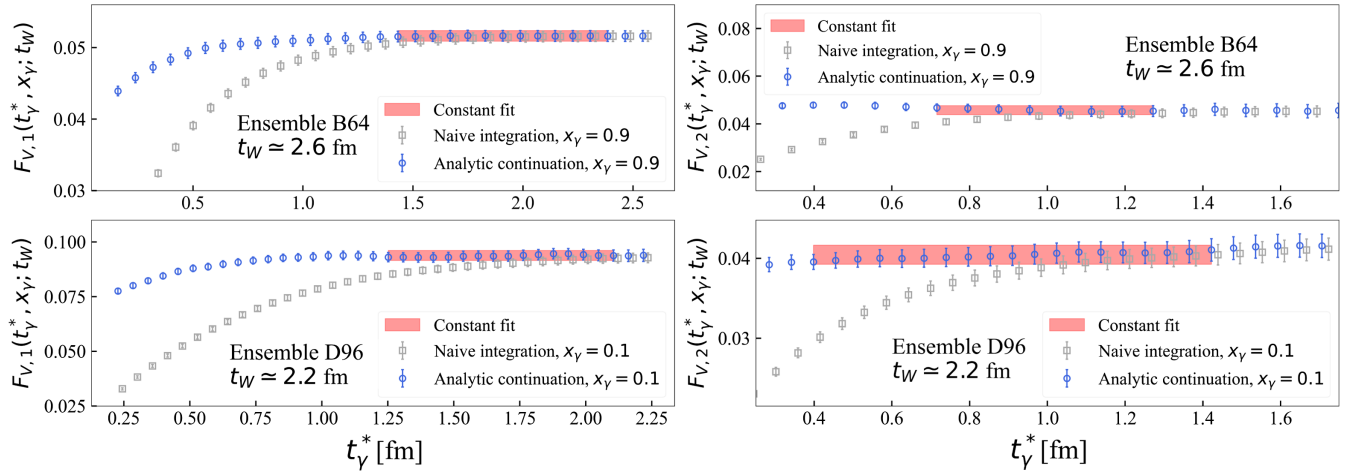 F_{V,1}(t_γ^*, x_γ; t_W)
0.05
0.04
0.03
Ensemble B64
t_W ≃ 2.6 fm
Constant fit
Naive integration, x_γ = 0.9
Analytic continuation, x_γ = 0.9
0.5 1.0 1.5 2.0 2.5
F_{V,2}(t_γ^*, x_γ; t_W)
0.08
0.06
0.04
0.02
Constant fit
Naive integration, x_γ = 0.9
Analytic continuation, x_γ = 0.9
Ensemble B64
t_W ≃ 2.6 fm
0.4 0.6 0.8 1.0 1.2 1.4 1.6
F_{V,1}(t_γ^*, x_γ; t_W)
0.100
0.075
0.050
0.025
Ensemble D96
t_W ≃ 2.2 fm
Constant fit
Naive integration, x_γ = 0.1
Analytic continuation, x_γ = 0.1
0.25 0.50 0.75 1.00 1.25 1.50 1.75 2.00 2.25
t_γ^* [fm]
F_{V,2}(t_γ^*, x_γ; t_W)
0.04
0.03
Ensemble D96
t_W ≃ 2.2 fm
Constant fit
Naive integration, x_γ = 0.1
Analytic continuation, x_γ = 0.1
0.4 0.6 0.8 1.0 1.2 1.4 1.6
t_γ^* [fm]